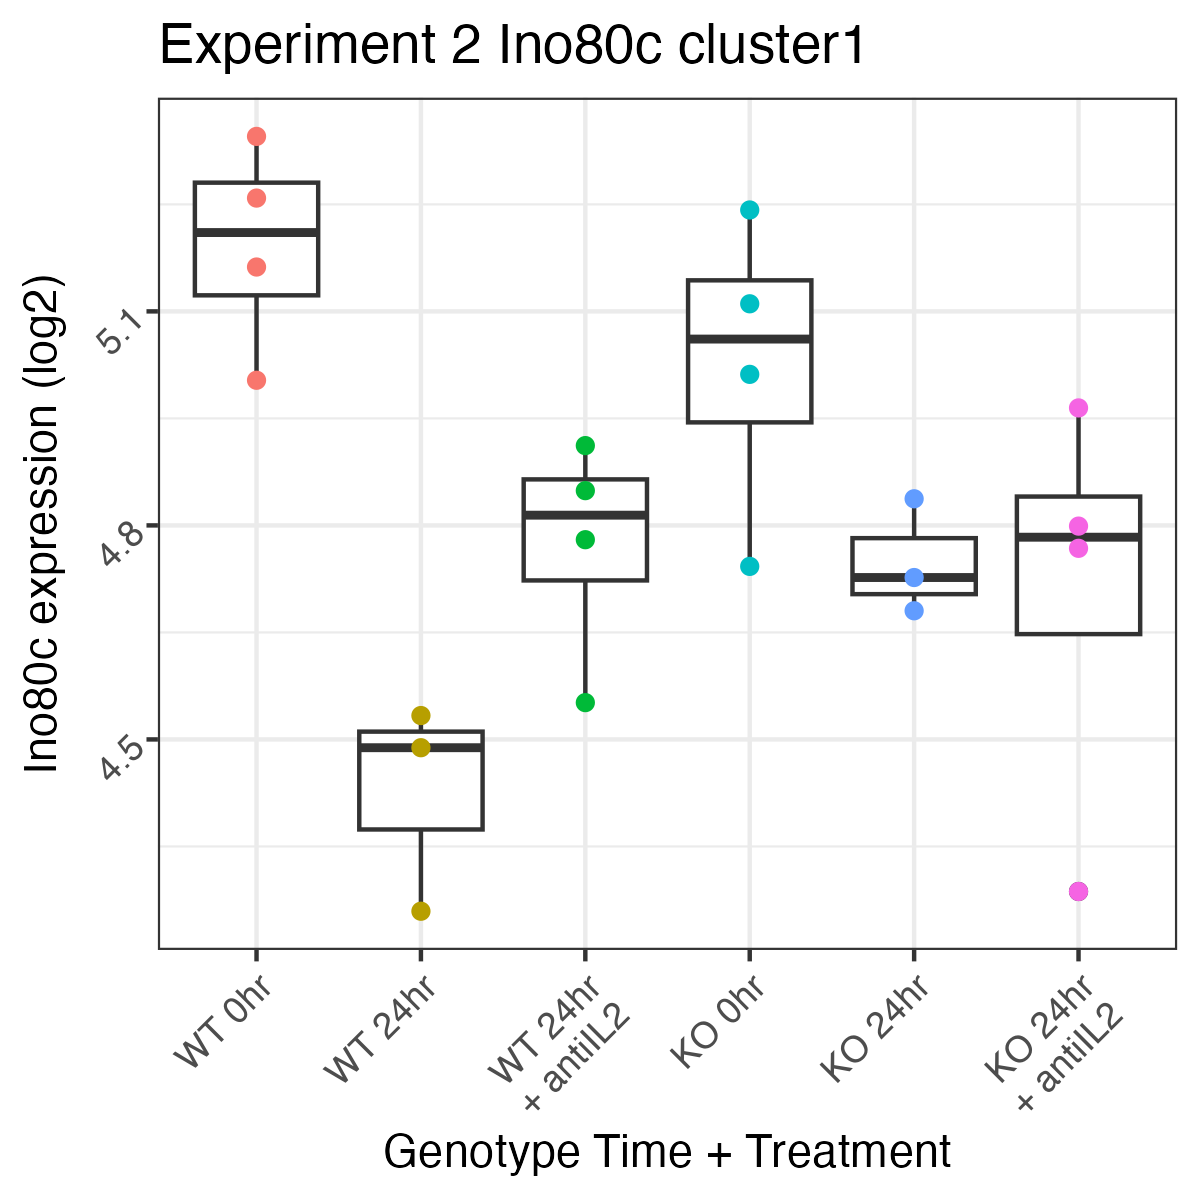 Experiment 2 Ino80c cluster1
Ino80c expression (log2)
5.1
4.8
4.5
WT 0hr
WT 24hr
WT 24hr
+ antiIL2
KO 0hr
KO 24hr
KO 24hr
+ antiIL2
Genotype Time + Treatment